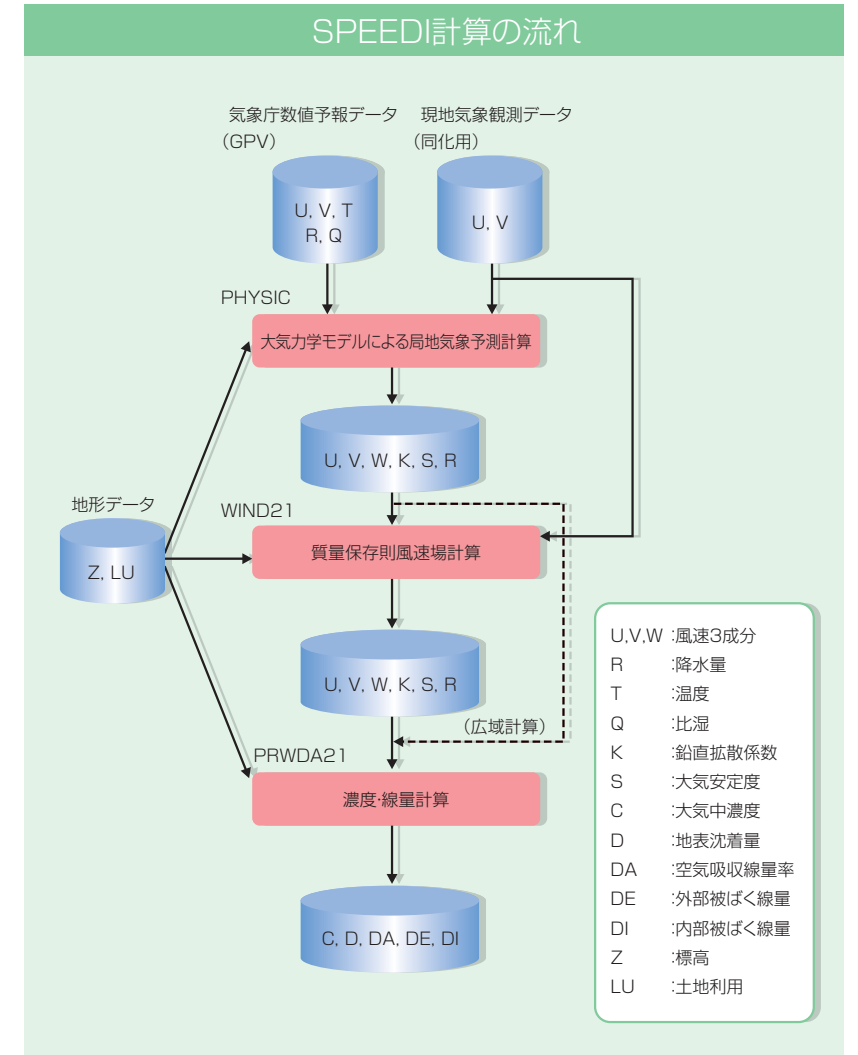 SPEEDI計算の流れ
気象庁数値予報データ
（GPV）
現地気象観測データ
（同化用）
U, V, T
R, Q
U, V
PHYSIC
大気力学モデルによる局地気象予測計算
U, V, W, K, S, R
地形データ
Z, LU
WIND21
質量保存則風速場計算
U, V, W, K, S, R
（広域計算）
PRWDA21
濃度・線量計算
C, D, DA, DE, DI
U,V,W :風速3成分
R :降水量
T :温度
Q :比湿
K :鉛直拡散係数
S :大気安定度
C :大気中濃度
D :地表沈着量
DA :空気吸収線量率
DE :外部被ばく線量
DI :内部被ばく線量
Z :標高
LU :土地利用